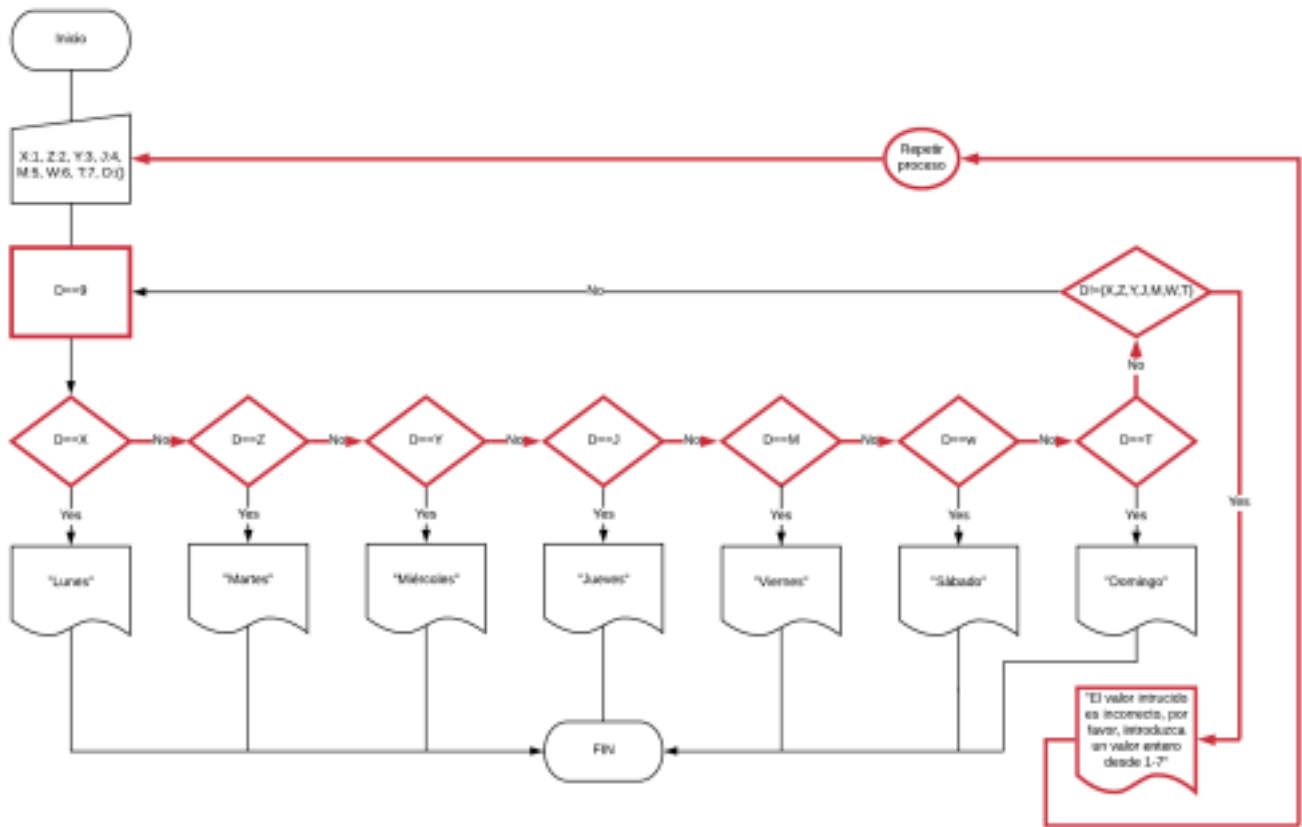 Inicio
X:1, Z:2, Y:3, J:4,
M:5, W:6, T:7, D:()
Repetir
proceso
D==9
No
D!=(X,Z,Y,J,M,W,T)
No
D==X
No
D==Z
No
D==Y
No
D==J
No
D==M
No
D==w
No
D==T
Yes
Yes
Yes
Yes
Yes
Yes
Yes
Yes
"Lunes"
"Martes"
"Miércoles"
"Jueves"
"Viernes"
"Sábado"
"Domingo"
"El valor intrucido
es incorrecto, por
favor, introduzca
un valor entero
desde 1-7"
FIN